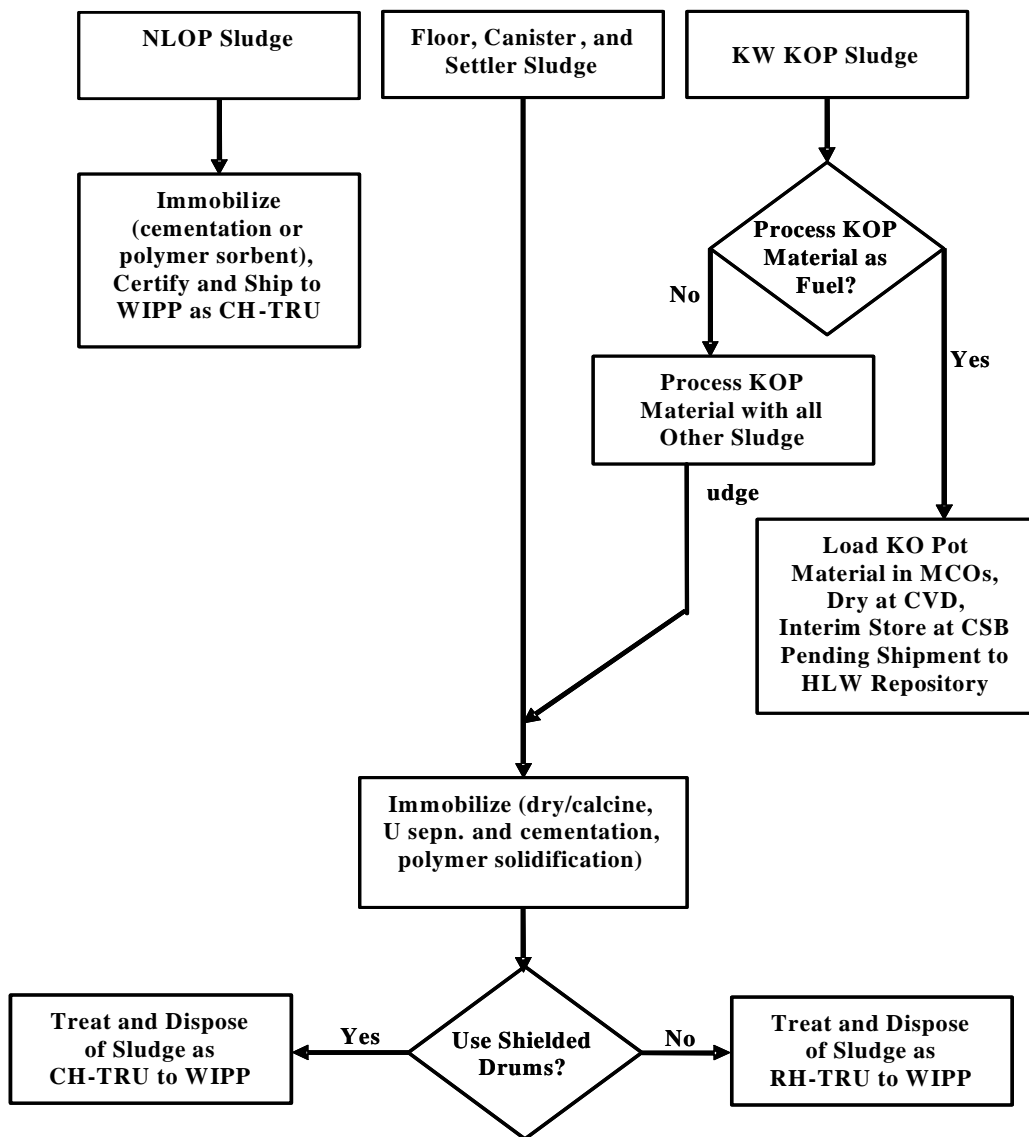 NLOP Sludge
Floor, Canister, and
Settler Sludge
KW KOP Sludge
Immobilize
(cementation or
polymer sorbent),
Certify and Ship to
WIPP as CH-TRU
Process KOP
Material as
Fuel?
No
Yes
Process KOP
Material with all
Other Sludge
udge
Load KO Pot
Material in MCOs,
Dry at CVD,
Interim Store at CSB
Pending Shipment to
HLW Repository
Immobilize (dry/calcine,
U sepn. and cementation,
polymer solidification)
Treat and Dispose
of Sludge as
CH-TRU to WIPP
Yes
Use Shielded
Drums?
No
Treat and Dispose
of Sludge as
RH-TRU to WIPP